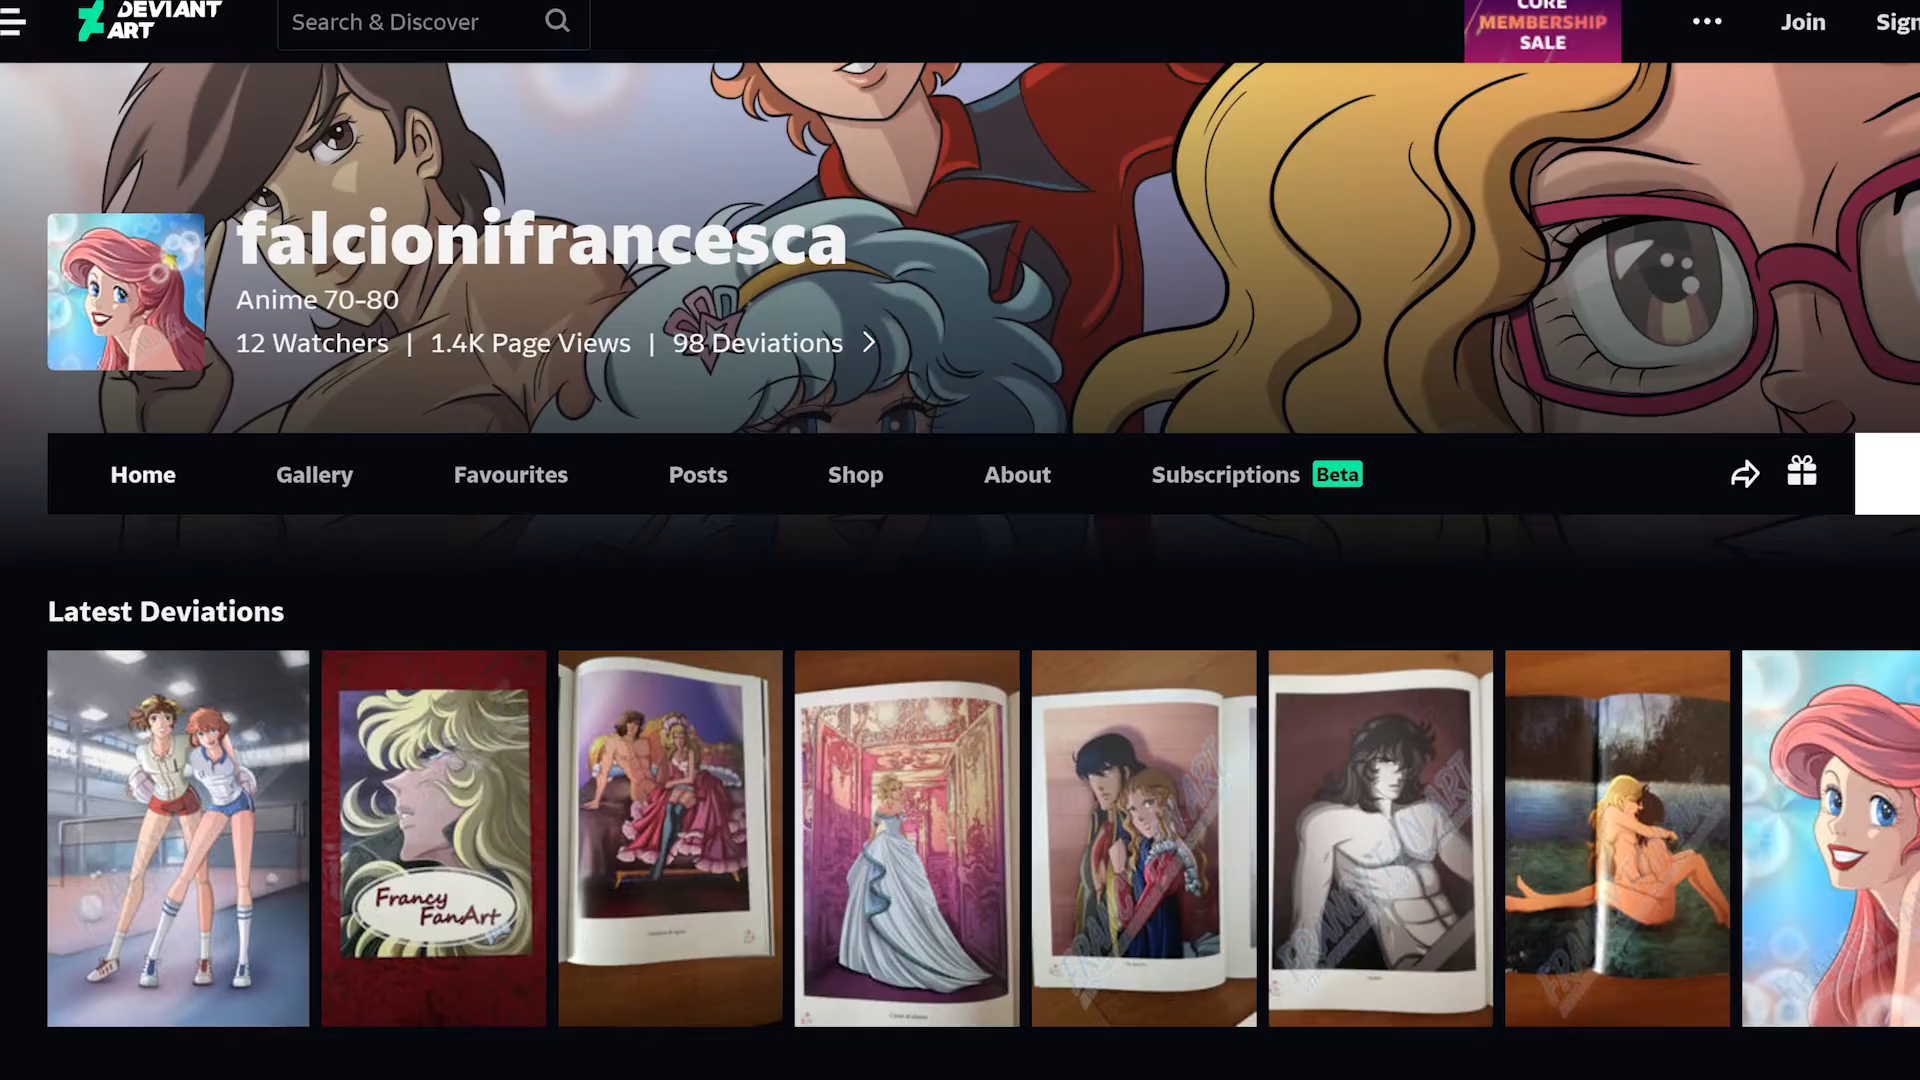 DEVIANT
ART
Search & Discover
CORE
MEMBERSHIP
SALE
Join
Sign
falcionifrancesca
Anime 70-80
12 Watchers | 1.4K Page Views | 98 Deviations
Home
Gallery
Favourites
Posts
Shop
About
Subscriptions Beta
Latest Deviations
Francy
FanArt